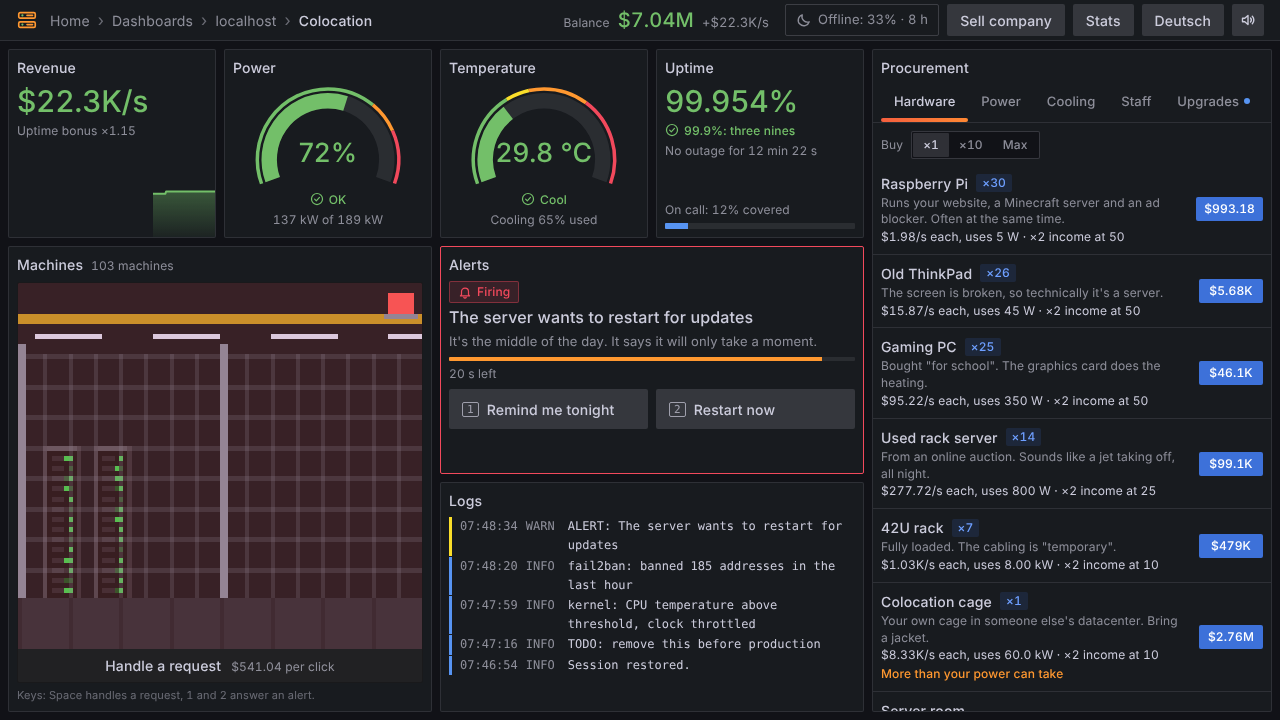 Home › Dashboards › localhost › Colocation
Balance $7.04M +$22.3K/s
Offline: 33% · 8 h
Sell company
Stats
Deutsch
Revenue
$22.3K/s
Uptime bonus ×1.15
Power
72%
OK
137 kW of 189 kW
Temperature
29.8 °C
Cool
Cooling 65% used
Uptime
99.954%
99.9%: three nines
No outage for 12 min 22 s
On call: 12% covered
Machines 103 machines
Handle a request $541.04 per click
Keys: Space handles a request, 1 and 2 answer an alert.
Alerts
Firing
The server wants to restart for updates
It's the middle of the day. It says it will only take a moment.
20 s left
1 Remind me tonight
2 Restart now
Logs
07:48:34 WARN ALERT: The server wants to restart for
updates
07:48:20 INFO fail2ban: banned 185 addresses in the
last hour
07:47:59 INFO kernel: CPU temperature above
threshold, clock throttled
07:47:16 INFO TODO: remove this before production
07:46:54 INFO Session restored.
Procurement
Hardware Power Cooling Staff Upgrades
Buy ×1 ×10 Max
Raspberry Pi ×30
Runs your website, a Minecraft server and an ad
blocker. Often at the same time.
$1.98/s each, uses 5 W · ×2 income at 50
$993.18
Old ThinkPad ×26
The screen is broken, so technically it's a server.
$15.87/s each, uses 45 W · ×2 income at 50
$5.68K
Gaming PC ×25
Bought "for school". The graphics card does the
heating.
$95.22/s each, uses 350 W · ×2 income at 50
$46.1K
Used rack server ×14
From an online auction. Sounds like a jet taking off,
all night.
$277.72/s each, uses 800 W · ×2 income at 25
$99.1K
42U rack ×7
Fully loaded. The cabling is "temporary".
$1.03K/s each, uses 8.00 kW · ×2 income at 10
$479K
Colocation cage ×1
Your own cage in someone else's datacenter. Bring
a jacket.
$8.33K/s each, uses 60.0 kW · ×2 income at 10
More than your power can take
$2.76M
Server room